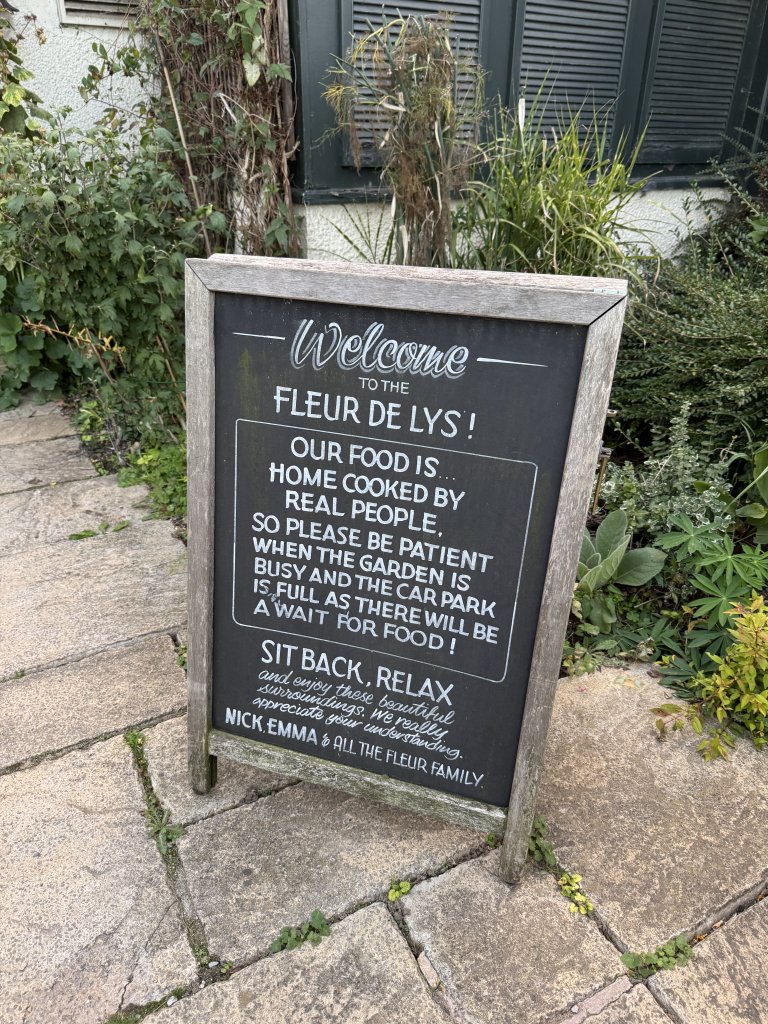 Welcome
TO THE
FLEUR DE LYS!
OUR FOOD IS...
HOME COOKED BY
REAL PEOPLE,
SO PLEASE BE PATIENT
WHEN THE GARDEN IS
BUSY AND THE CAR PARK
IS FULL AS THERE WILL BE
A WAIT FOR FOOD!
SIT BACK, RELAX
and enjoy these beautiful
surroundings. We really
appreciate your understanding.
NICK, EMMA & ALL THE FLEUR FAMILY.